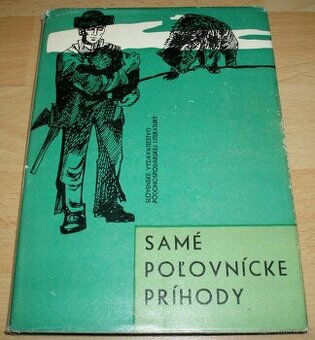 SLOVENSKÉ VYDAVATEĽSTVO
PÔDOHOSPODÁRSKEJ LITERATÚRY
SAMÉ
POĽOVNÍCKE
PRÍHODY